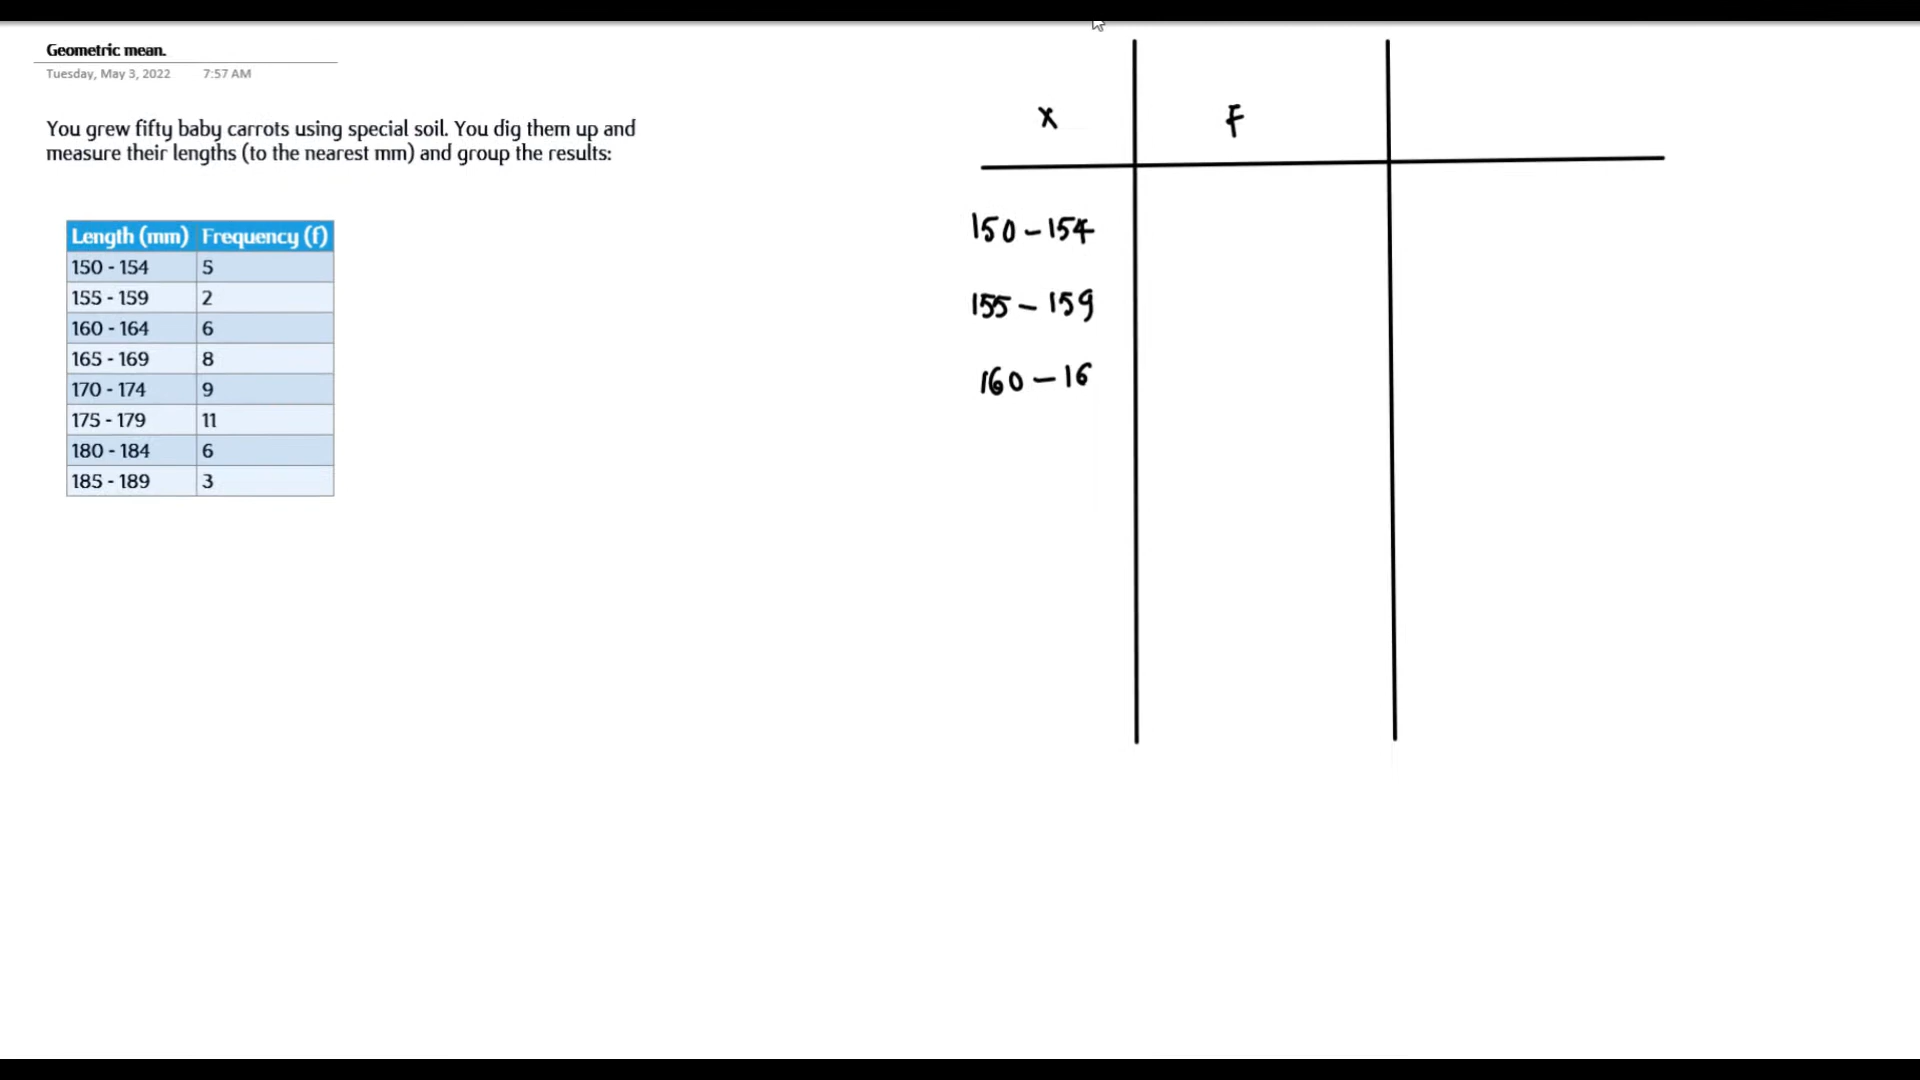 Geometric mean.
Tuesday, May 3, 2022 7:57 AM
You grew fifty baby carrots using special soil. You dig them up and
measure their lengths (to the nearest mm) and group the results:
Length (mm) Frequency (f)
150 - 154 5
155 - 159 2
160 - 164 6
165 - 169 8
170 - 174 9
175 - 179 11
180 - 184 6
185 - 189 3
x F
150 - 154
155 - 159
160 - 16